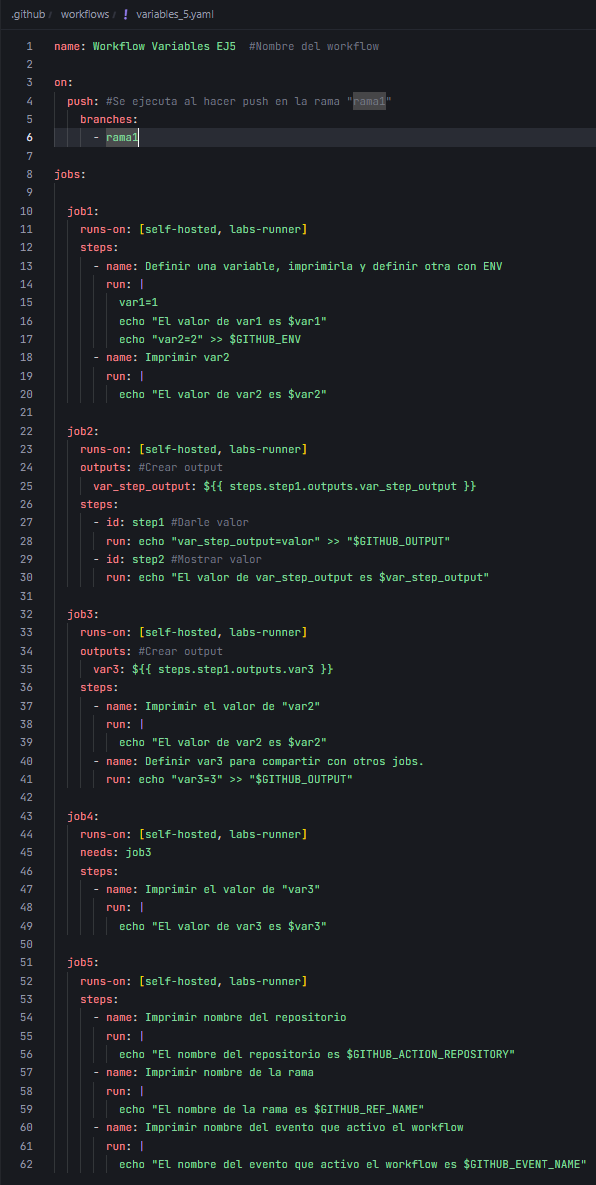 .github / workflows / ! variables_5.yaml
1 name: Workflow Variables EJ5  #Nombre del workflow
2
3 on:
4   push: #Se ejecuta al hacer push en la rama "rama1"
5     branches:
6       - rama1
7
8 jobs:
9
10   job1:
11     runs-on: [self-hosted, labs-runner]
12     steps:
13       - name: Definir una variable, imprimirla y definir otra con ENV
14         run: |
15           var1=1
16           echo "El valor de var1 es $var1"
17           echo "var2=2" >> $GITHUB_ENV
18       - name: Imprimir var2
19         run: |
20           echo "El valor de var2 es $var2"
21
22   job2:
23     runs-on: [self-hosted, labs-runner]
24     outputs: #Crear output
25       var_step_output: ${{ steps.step1.outputs.var_step_output }}
26     steps:
27       - id: step1 #Darle valor
28         run: echo "var_step_output=valor" >> "$GITHUB_OUTPUT"
29       - id: step2 #Mostrar valor
30         run: echo "El valor de var_step_output es $var_step_output"
31
32   job3:
33     runs-on: [self-hosted, labs-runner]
34     outputs: #Crear output
35       var3: ${{ steps.step1.outputs.var3 }}
36     steps:
37       - name: Imprimir el valor de "var2"
38         run: |
39           echo "El valor de var2 es $var2"
40       - name: Definir var3 para compartir con otros jobs.
41         run: echo "var3=3" >> "$GITHUB_OUTPUT"
42
43   job4:
44     runs-on: [self-hosted, labs-runner]
45     needs: job3
46     steps:
47       - name: Imprimir el valor de "var3"
48         run: |
49           echo "El valor de var3 es $var3"
50
51   job5:
52     runs-on: [self-hosted, labs-runner]
53     steps:
54       - name: Imprimir nombre del repositorio
55         run: |
56           echo "El nombre del repositorio es $GITHUB_ACTION_REPOSITORY"
57       - name: Imprimir nombre de la rama
58         run: |
59           echo "El nombre de la rama es $GITHUB_REF_NAME"
60       - name: Imprimir nombre del evento que activo el workflow
61         run: |
62           echo "El nombre del evento que activo el workflow es $GITHUB_EVENT_NAME"